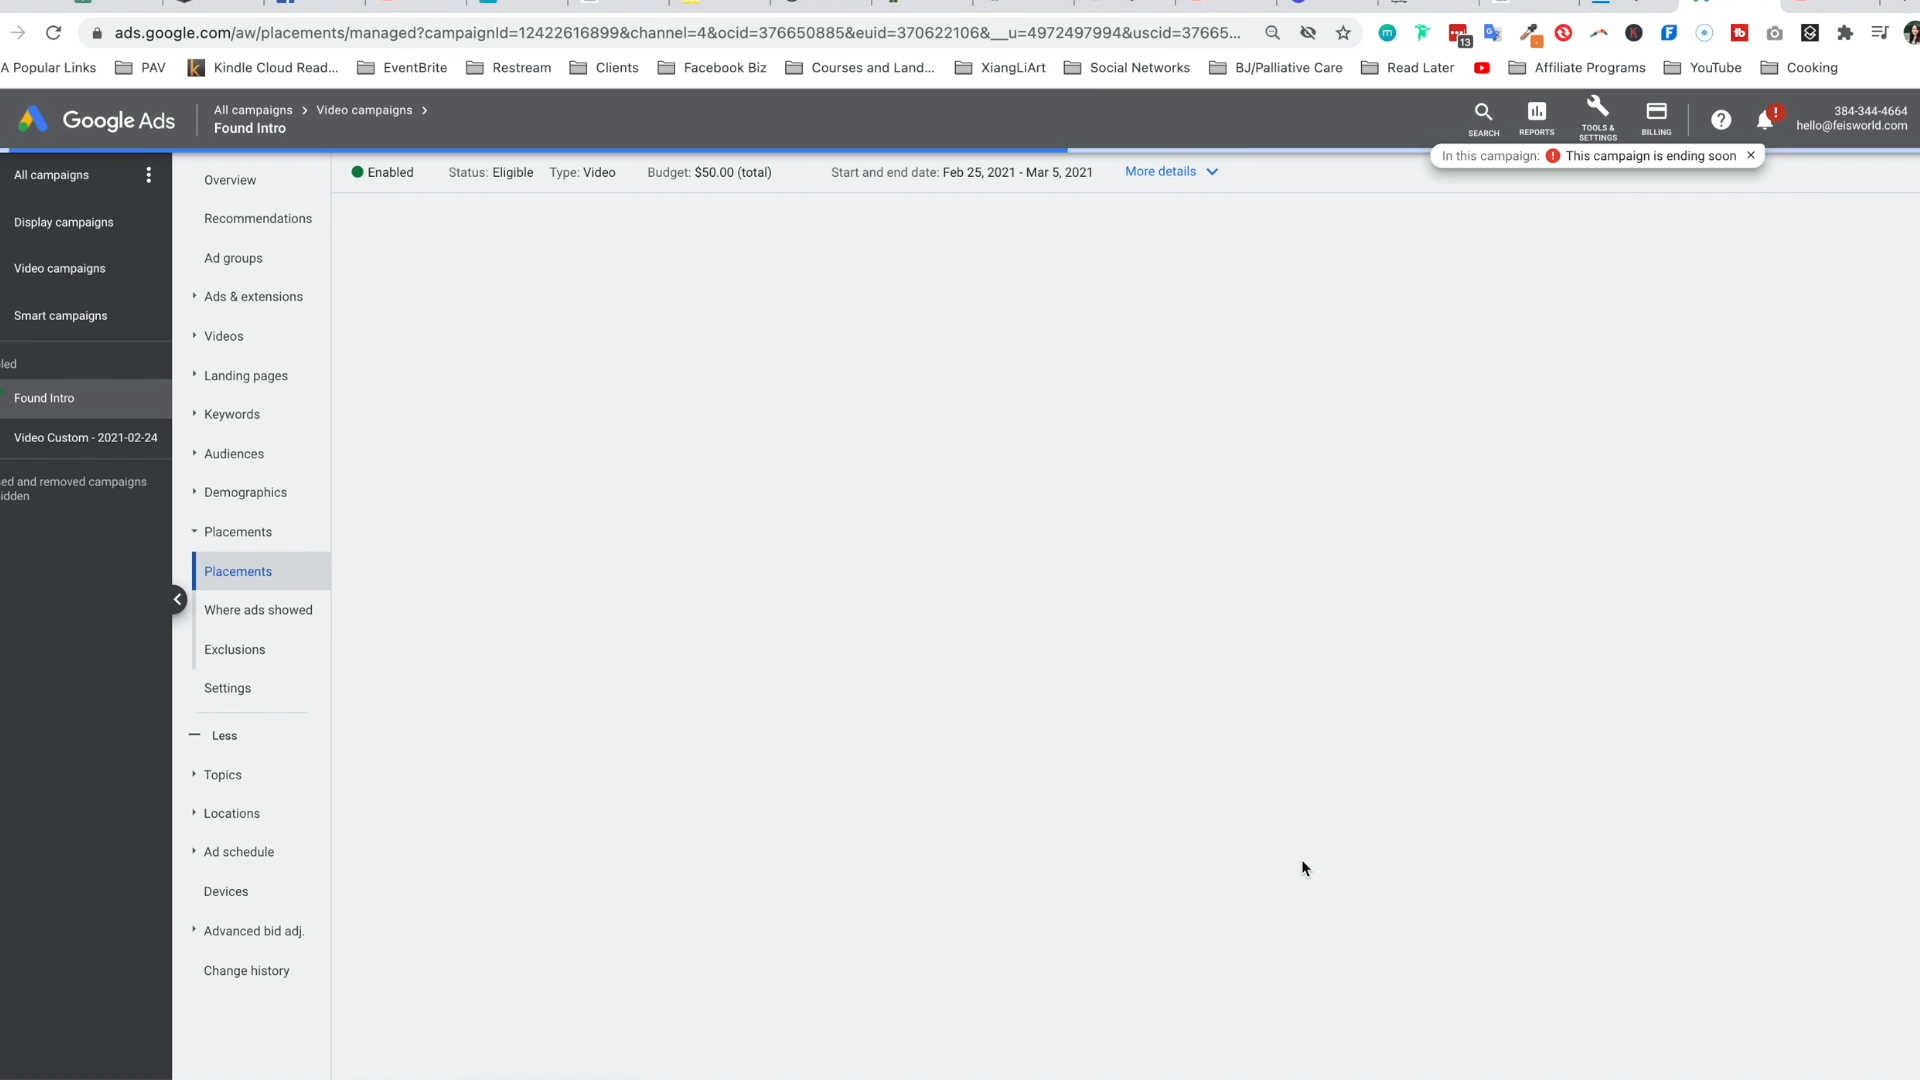 ads.google.com/aw/placements/managed?campaignId=12422616899&channel=4&ocid=376650885&euid=370622106&__u=4972497994&uscid=37665...
13
A Popular Links PAV Kindle Cloud Read... EventBrite Restream Clients Facebook Biz Courses and Land... XiangLiArt Social Networks BJ/Palliative Care Read Later Affiliate Programs YouTube Cooking
Google Ads
All campaigns > Video campaigns >
Found Intro
SEARCH
REPORTS
TOOLS &
SETTINGS
BILLING
384-344-4664
hello@feisworld.com
In this campaign: This campaign is ending soon
Enabled Status: Eligible Type: Video Budget: $50.00 (total) Start and end date: Feb 25, 2021 - Mar 5, 2021 More details
All campaigns
Display campaigns
Video campaigns
Smart campaigns
led
Found Intro
Video Custom - 2021-02-24
ed and removed campaigns
idden
Overview
Recommendations
Ad groups
Ads & extensions
Videos
Landing pages
Keywords
Audiences
Demographics
Placements
Placements
Where ads showed
Exclusions
Settings
Less
Topics
Locations
Ad schedule
Devices
Advanced bid adj.
Change history